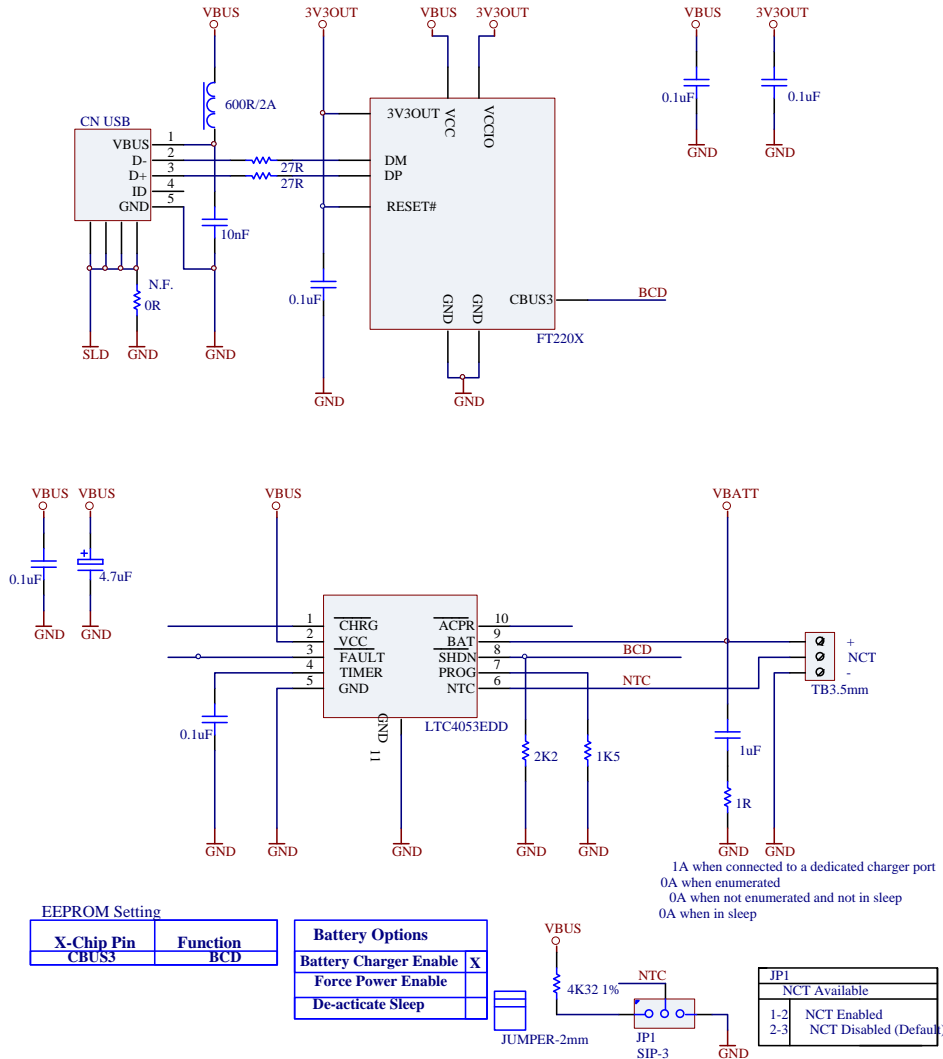 VBUS
3V3OUT
VBUS
3V3OUT
VBUS
3V3OUT
600R/2A
0.1uF
0.1uF
GND
GND
CN USB
VBUS 1
D- 2
D+ 3
ID 4
GND 5
27R
27R
10nF
N.F.
0R
SLD
GND
GND
0.1uF
GND
3V3OUT
VCC
VCCIO
DM
DP
RESET#
GND
GND
CBUS3
BCD
FT220X
GND
VBUS
VBUS
VBUS
VBATT
0.1uF
4.7uF
GND
GND
1 CHRG
2 VCC
3 FAULT
4 TIMER
5 GND
GND 11
ACPR 10
BAT 9
SHDN 8
PROG 7
NTC 6
LTC4053EDD
BCD
NTC
+
NCT
-
TB3.5mm
0.1uF
2K2
1K5
1uF
1R
GND
GND
GND
GND
GND
GND
GND
1A when connected to a dedicated charger port
0A when enumerated
0A when not enumerated and not in sleep
0A when in sleep
EEPROM Setting
X-Chip Pin Function
CBUS3 BCD
Battery Options
Battery Charger Enable X
Force Power Enable
De-acticate Sleep
JUMPER-2mm
VBUS
4K32 1%
NTC
JP1
SIP-3
GND
JP1
NCT Available
1-2 NCT Enabled
2-3 NCT Disabled (Default)